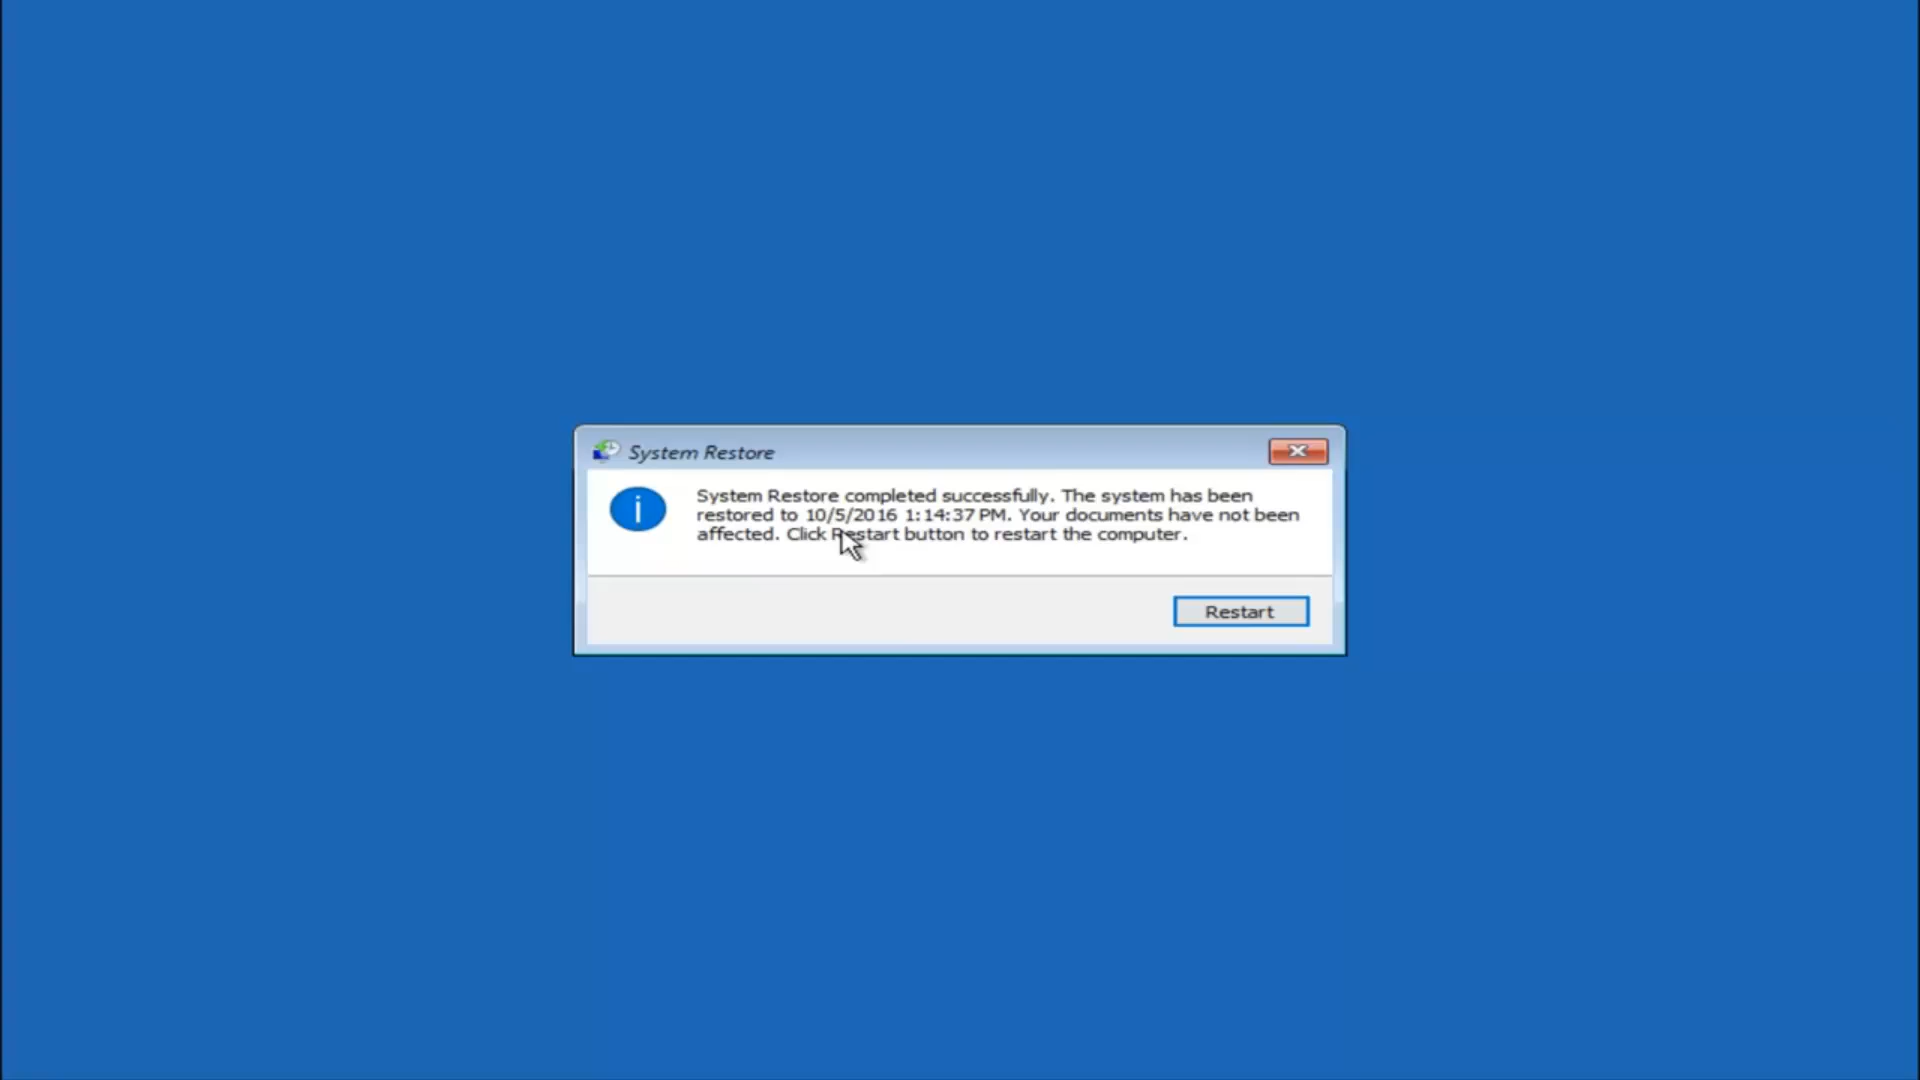 System Restore
System Restore completed successfully. The system has been
restored to 10/5/2016 1:14:37 PM. Your documents have not been
affected. Click Restart button to restart the computer.
Restart